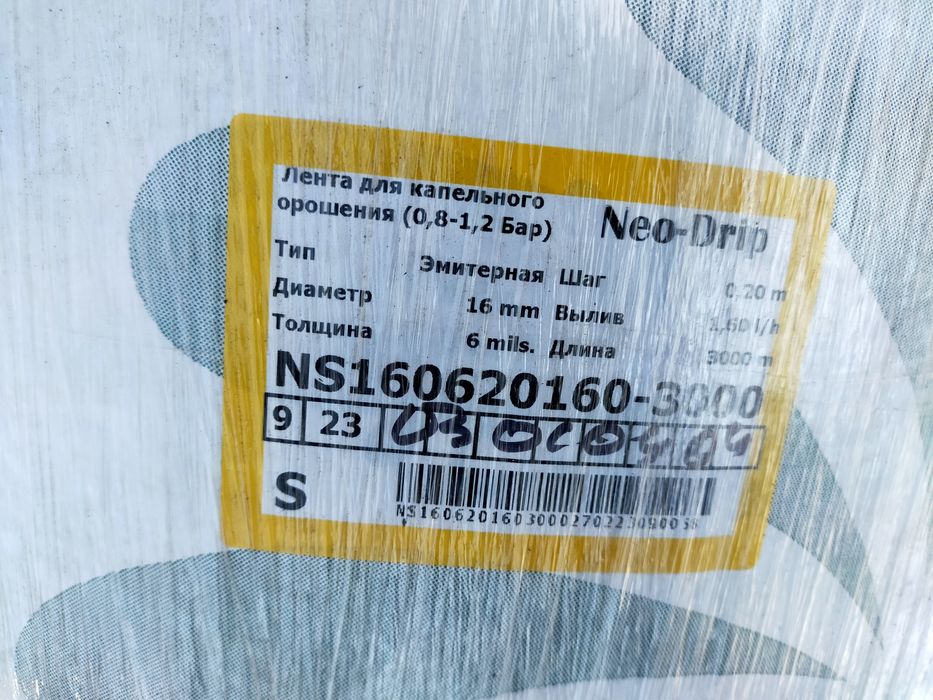 Лента для капельного
орошения (0,8-1,2 Бар)
Neo-Drip
Тип Эмитерная Шаг 0,20 m
Диаметр 16 mm Вылив 1,60 l/h
Толщина 6 mils. Длина 3000 m
NS160620160-3000
9 23 03
S